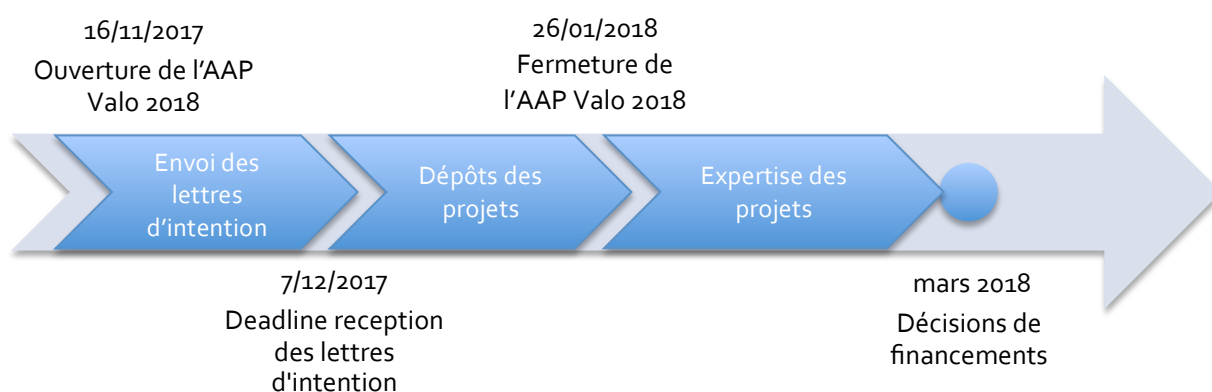 16/11/2017
Ouverture de l'AAP
Valo 2018
26/01/2018
Fermeture de
l'AAP Valo 2018
Envoi des
lettres
d'intention
Dépôts des
projets
Expertise des
projets
7/12/2017
Deadline reception
des lettres
d'intention
mars 2018
Décisions de
financements